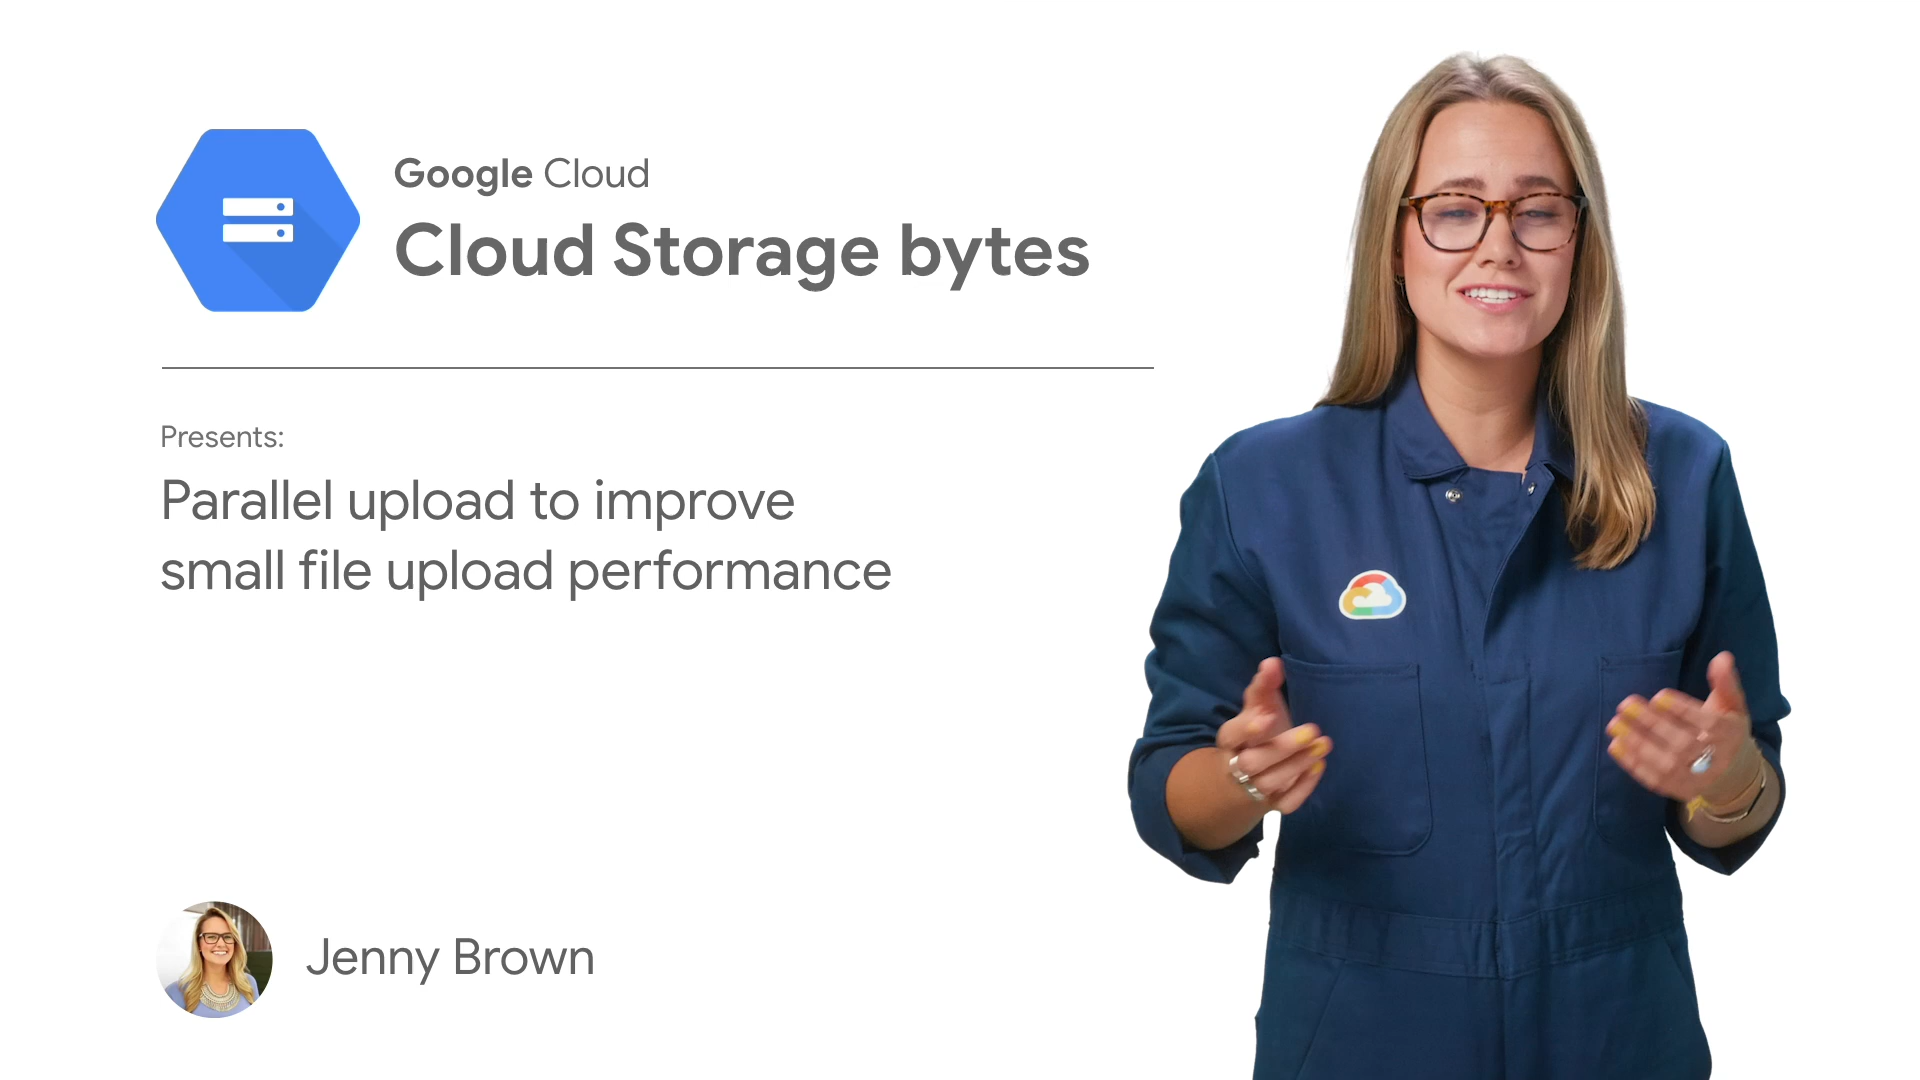 Google Cloud
Cloud Storage bytes
Presents:
Parallel upload to improve
small file upload performance
Jenny Brown